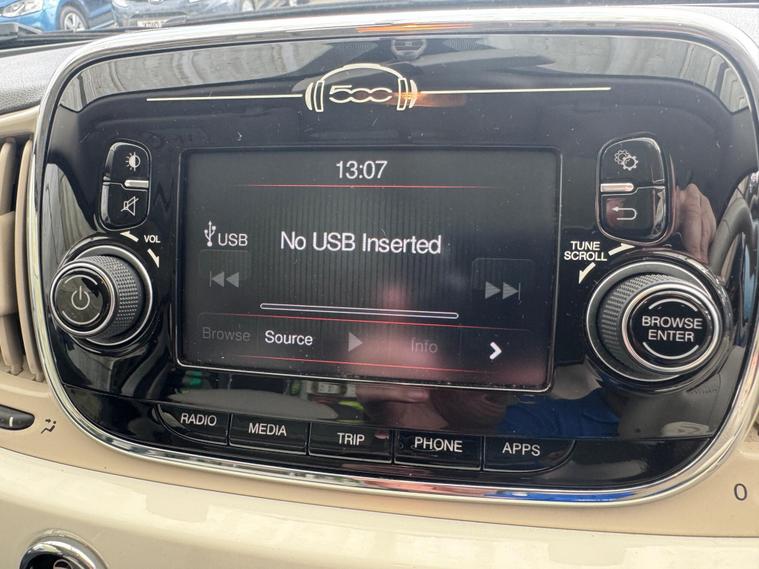 500
13:07
USB
No USB Inserted
VOL
TUNE
SCROLL
BROWSE
ENTER
Browse
Source
Info
RADIO
MEDIA
TRIP
PHONE
APPS
0